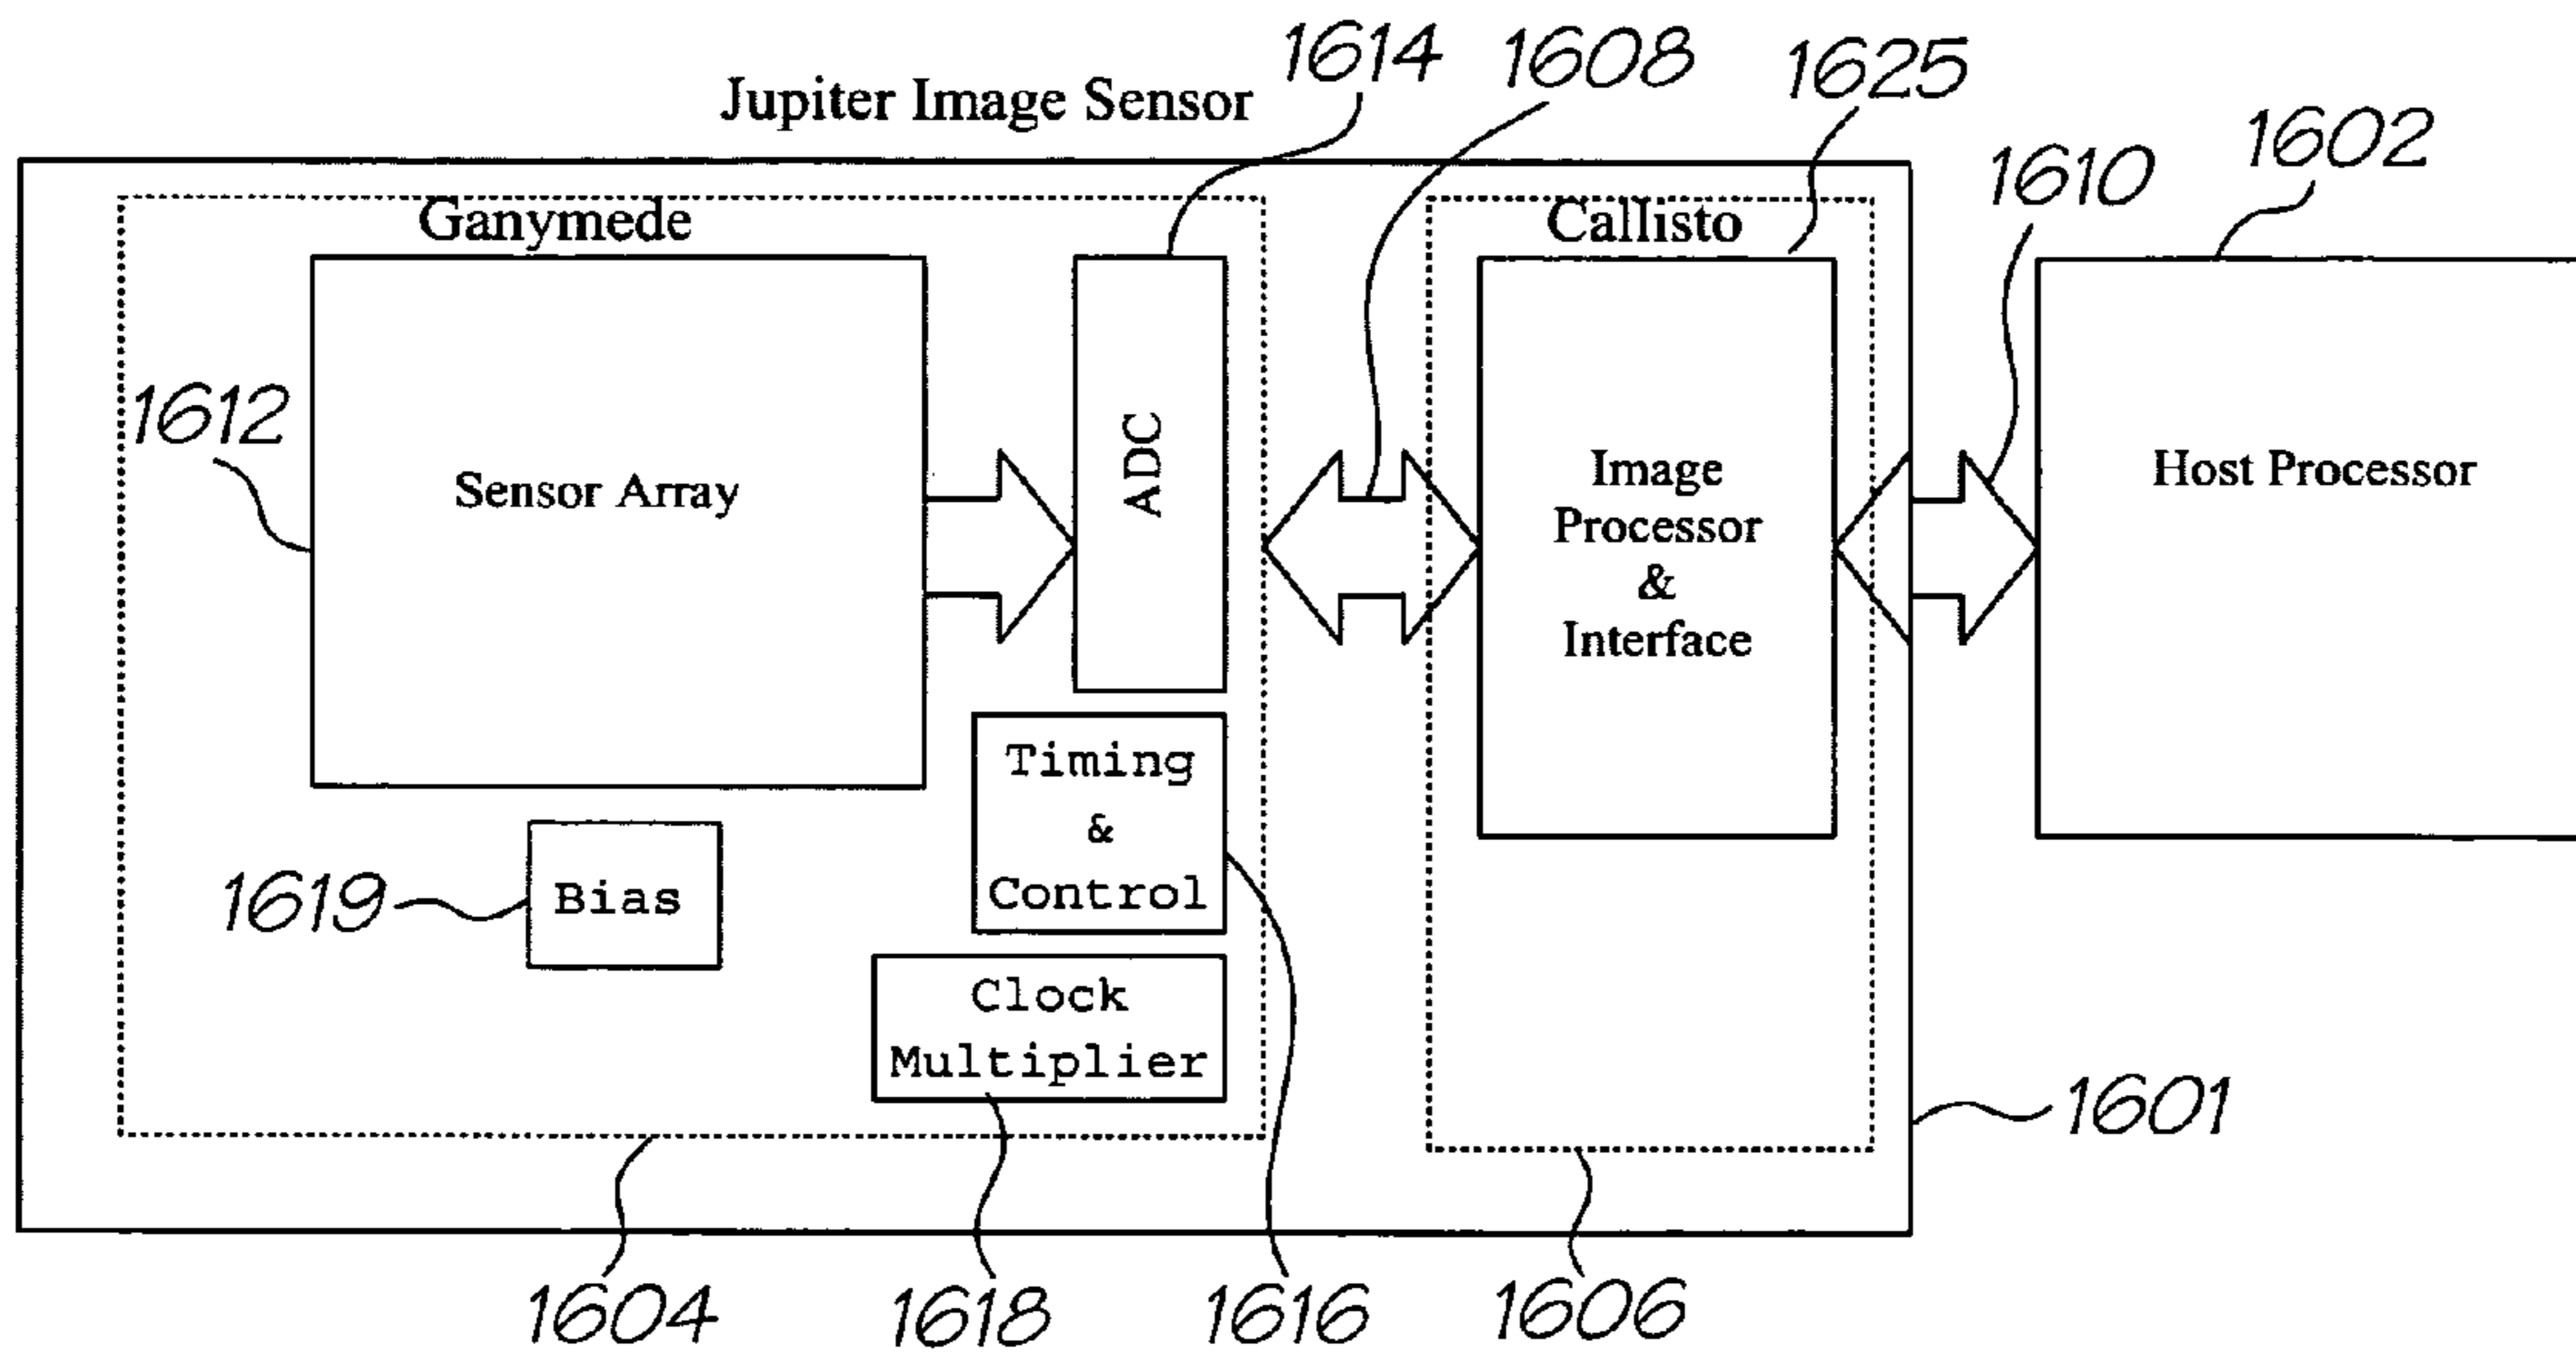 Jupiter Image Sensor
1614
1608
1625
1602
1610
Ganymede
Callisto
1612
Sensor Array
ADC
Image
Processor
&
Interface
Host Processor
Timing
&
Control
1619
Bias
Clock
Multiplier
1601
1604
1618
1616
1606